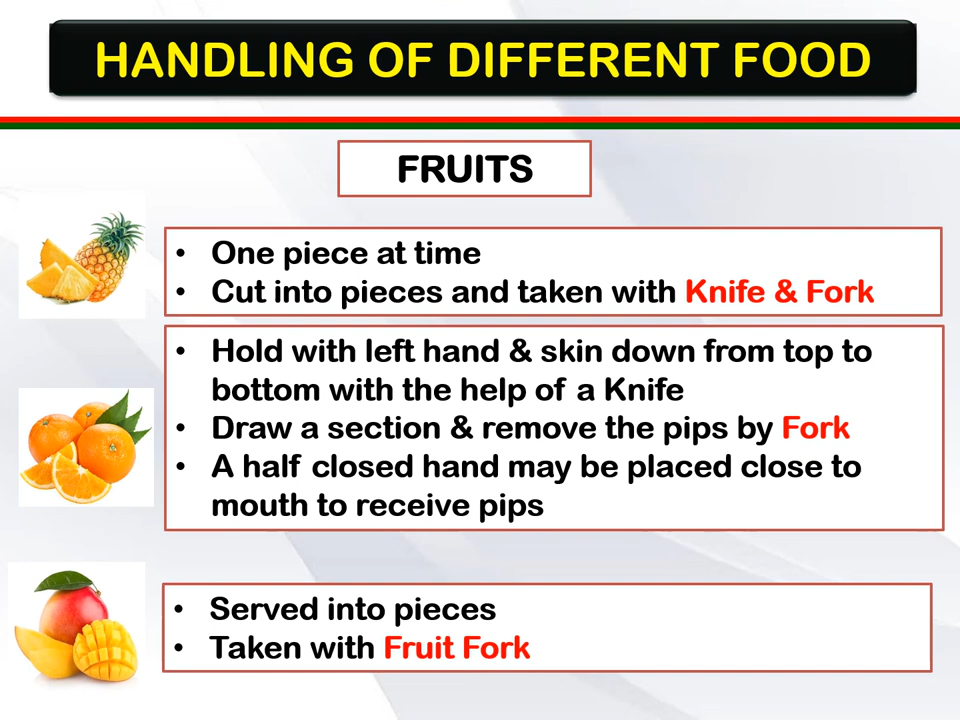 HANDLING OF DIFFERENT FOOD
FRUITS
• One piece at time
• Cut into pieces and taken with Knife & Fork
• Hold with left hand & skin down from top to
bottom with the help of a Knife
• Draw a section & remove the pips by Fork
• A half closed hand may be placed close to
mouth to receive pips
• Served into pieces
• Taken with Fruit Fork